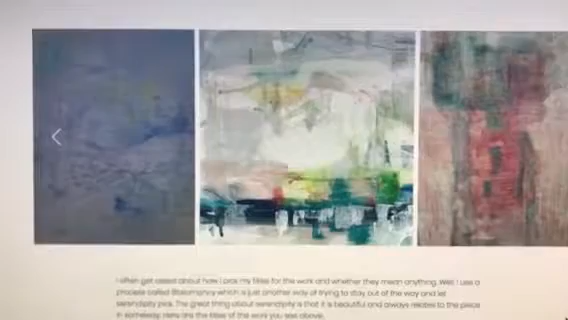 I often get asked about how I pick my titles for the work and whether they mean anything. Well I use a
process called Bibliomancy which is just another way of trying to stay out of the way and let
serendipity pick. The great thing about serendipity is that it is beautiful and always relates to the piece
in someway. Here are the titles of the work you see above.